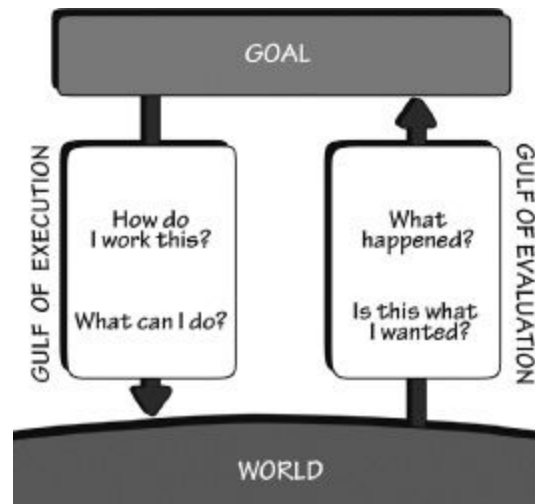 GOAL
GULF OF EXECUTION
How do
I work this?
What can I do?
What
happened?
Is this what
I wanted?
GULF OF EVALUATION
WORLD